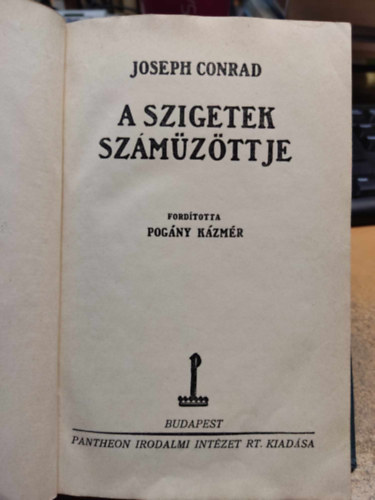 JOSEPH CONRAD
A SZIGETEK
SZÁMŰZÖTTJE
FORDÍTOTTA
POGÁNY KÁZMÉR
BUDAPEST
PANTHEON IRODALMI INTÉZET RT. KIADÁSA